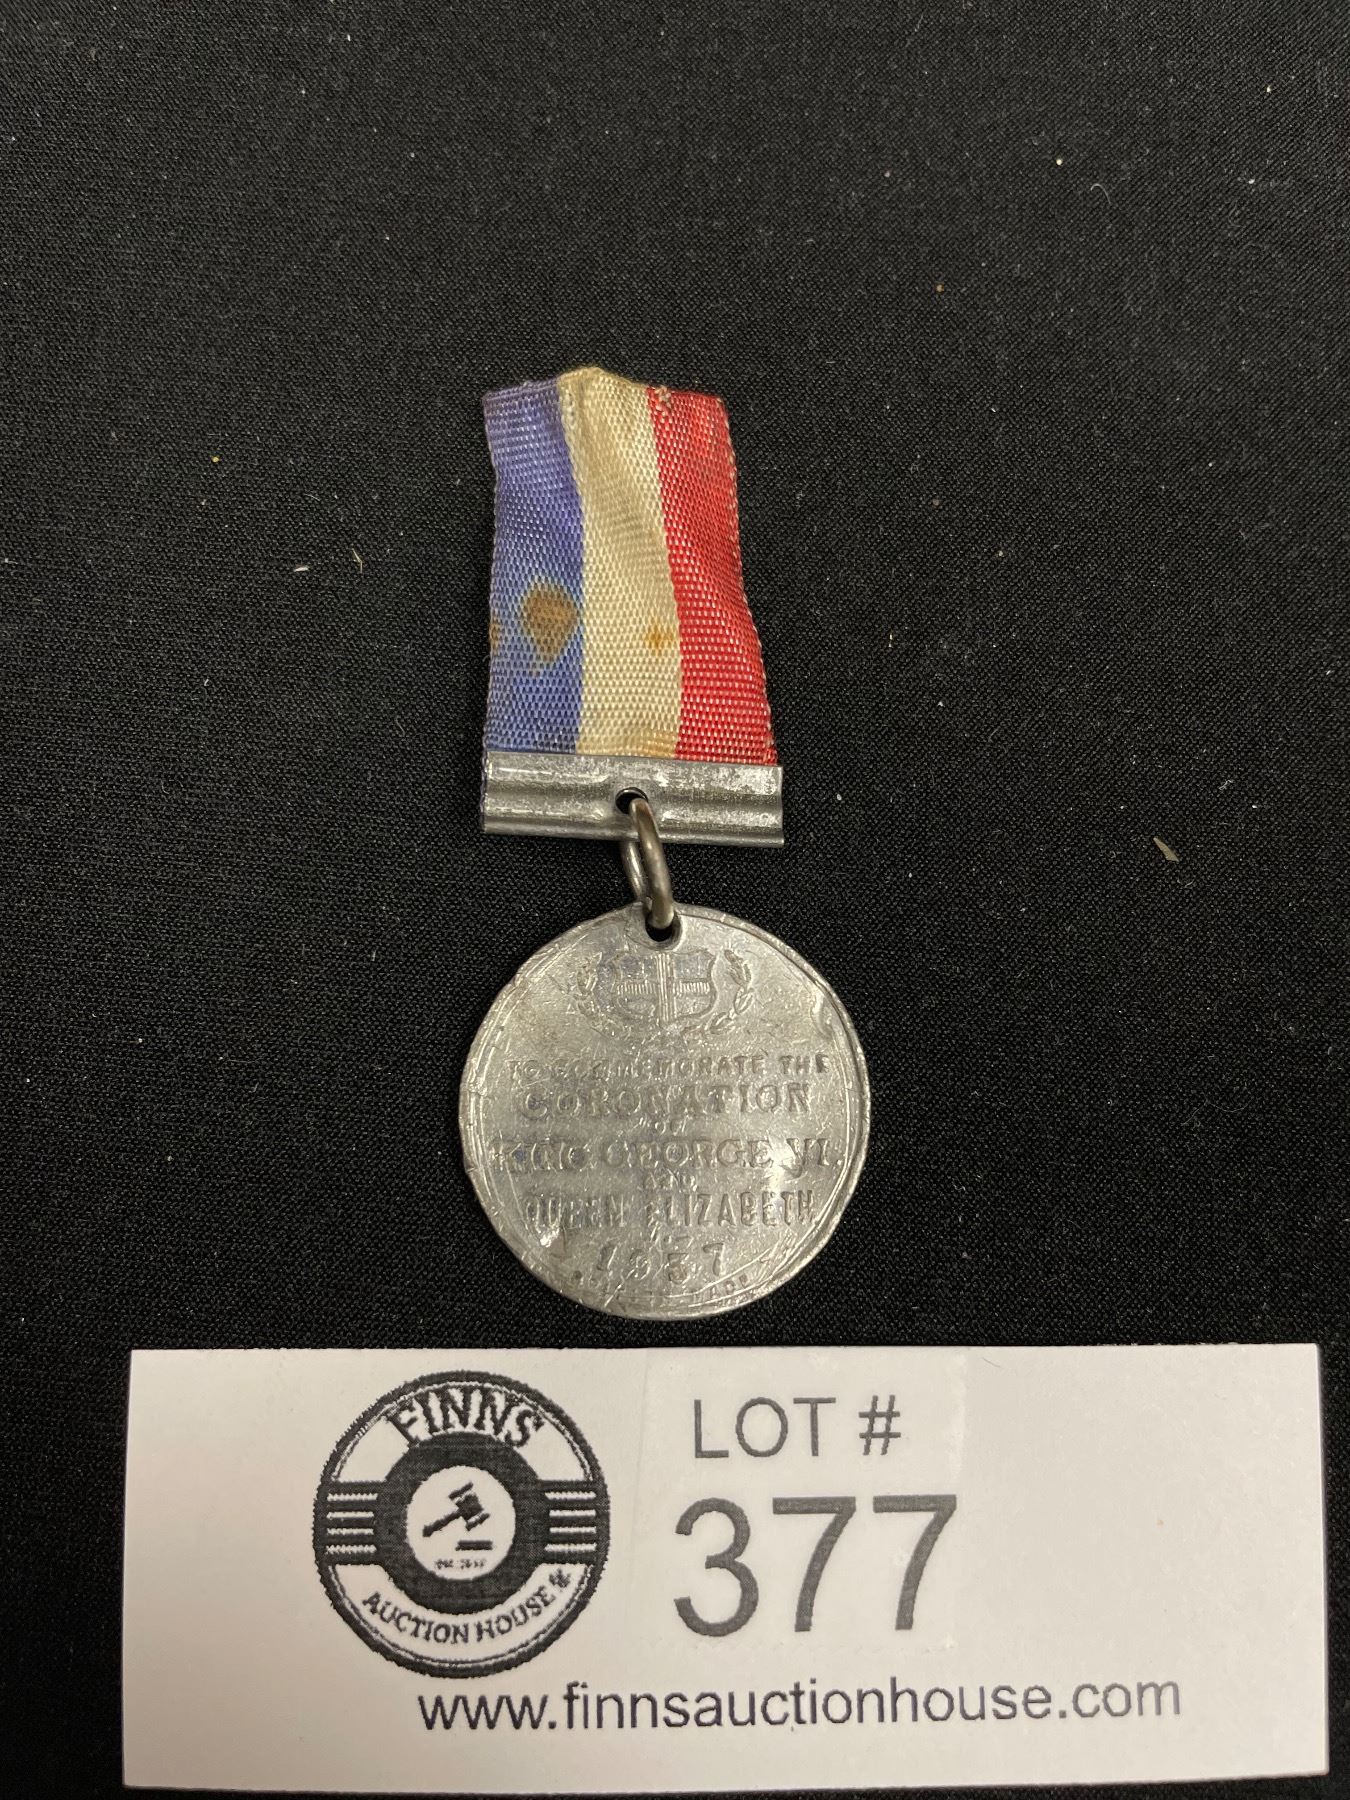 TO COMMEMORATE THE
CORONATION
OF
KING GEORGE VI.
AND
QUEEN ELIZABETH
1937
FINNS
AUCTION HOUSE
LOT #
377
www.finnsauctionhouse.com